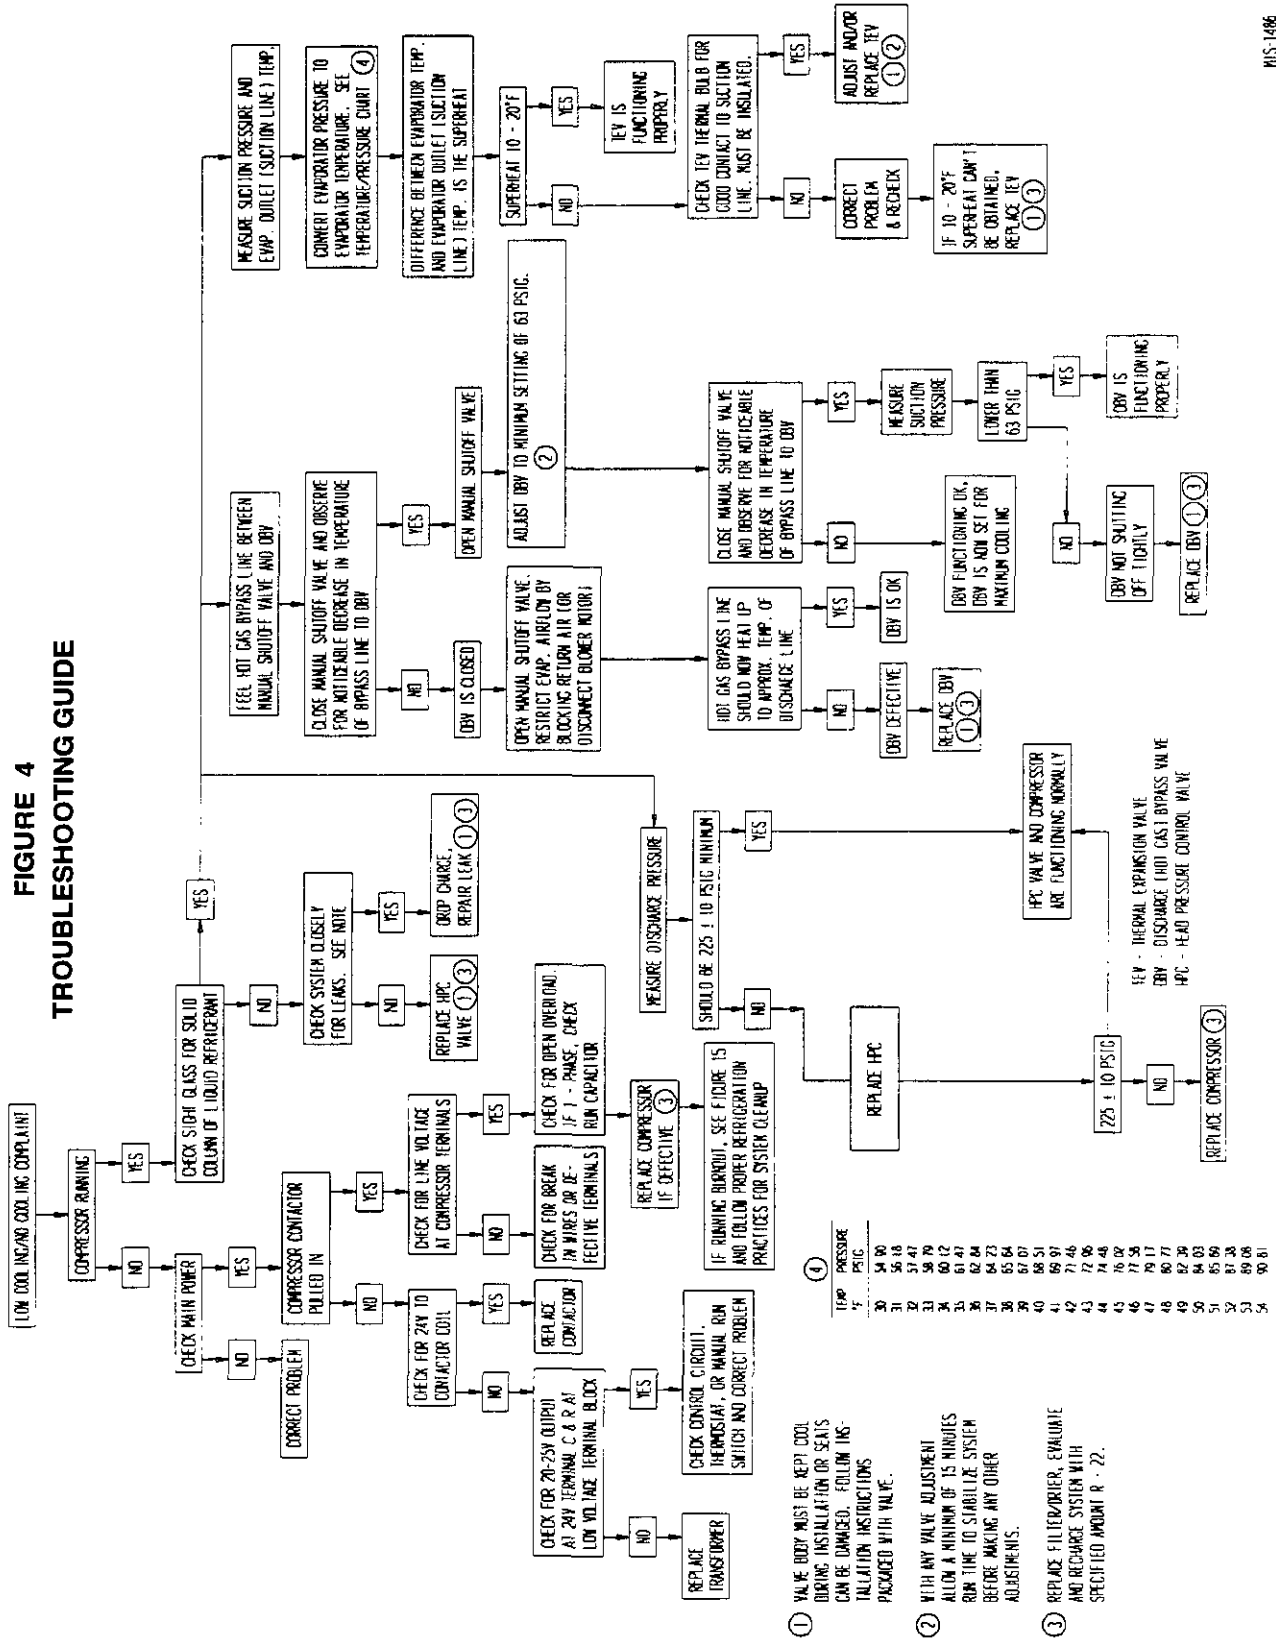 FIGURE 4
TROUBLESHOOTING GUIDE
LOW COOLING/NO COOLING COMPLAINT
COMPRESSOR RUNNING
NO
YES
CHECK MAIN POWER
NO
YES
CORRECT PROBLEM
COMPRESSOR CONTACTOR
PULLED IN
NO
YES
CHECK FOR 24V TO
CONTACTOR COIL
NO
YES
REPLACE
CONTACTOR
CHECK FOR 20-25V OUTPUT
AT 24V TERMINAL C & R AT
LOW VOLTAGE TERMINAL BLOCK
NO
YES
REPLACE
TRANSFORMER
CHECK CONTROL CIRCUIT,
THERMOSTAT, OR MANUAL RUN
SWITCH AND CORRECT PROBLEM
CHECK FOR LINE VOLTAGE
AT COMPRESSOR TERMINALS
NO
YES
CHECK FOR BREAK
IN WIRES OR DE-
FECTIVE TERMINALS
CHECK FOR OPEN OVERLOAD.
IF 1 - PHASE, CHECK
RUN CAPACITOR
REPLACE COMPRESSOR
IF DEFECTIVE ③
IF RUNNING BURNOUT, SEE FIGURE 15
AND FOLLOW PROPER REFRIGERATION
PRACTICES FOR SYSTEM CLEANUP
CHECK SIGHT GLASS FOR SOLID
COLUMN OF LIQUID REFRIGERANT
NO
YES
CHECK SYSTEM CLOSELY
FOR LEAKS. SEE NOTE
NO
YES
REPLACE HPC
VALVE ① ③
DROP CHARGE,
REPAIR LEAK ① ③
MEASURE DISCHARGE PRESSURE
SHOULD BE 225 ± 10 PSIG MINIMUM
NO
YES
REPLACE HPC
HPC VALVE AND COMPRESSOR
ARE FUNCTIONING NORMALLY
225 ± 10 PSIG
NO
REPLACE COMPRESSOR ③
FEEL HOT GAS BYPASS LINE BETWEEN
MANUAL SHUTOFF VALVE AND DBV
CLOSE MANUAL SHUTOFF VALVE AND OBSERVE
FOR NOTICEABLE DECREASE IN TEMPERATURE
OF BYPASS LINE TO DBV
NO
YES
DBV IS CLOSED
OPEN MANUAL SHUTOFF VALVE
OPEN MANUAL SHUTOFF VALVE.
RESTRICT EVAP. AIRFLOW BY
BLOCKING RETURN AIR (OR
DISCONNECT BLOWER MOTOR)
ADJUST DBV TO MINIMUM SETTING OF 63 PSIG.
②
HOT GAS BYPASS LINE
SHOULD NOW HEAT UP
TO APPROX. TEMP. OF
DISCHARGE LINE
NO
YES
DBV DEFECTIVE
DBV IS OK
REPLACE DBV
① ③
CLOSE MANUAL SHUTOFF VALVE
AND OBSERVE FOR NOTICEABLE
DECREASE IN TEMPERATURE
OF BYPASS LINE TO DBV
NO
YES
DBV FUNCTIONING OK,
DBV IS NOW SET FOR
MAXIMUM COOLING
MEASURE
SUCTION
PRESSURE
LOWER THAN
63 PSIG
NO
YES
DBV NOT SHUTTING
OFF TIGHTLY
DBV IS
FUNCTIONING
PROPERLY
REPLACE DBV ① ③
MEASURE SUCTION PRESSURE AND
EVAP. OUTLET (SUCTION LINE) TEMP.
CONVERT EVAPORATOR PRESSURE TO
EVAPORATOR TEMPERATURE. SEE
TEMPERATURE/PRESSURE CHART ④
DIFFERENCE BETWEEN EVAPORATOR TEMP.
AND EVAPORATOR OUTLET (SUCTION
LINE) TEMP. IS THE SUPERHEAT
SUPERHEAT 10 - 20°F
NO
YES
TEV IS
FUNCTIONING
PROPERLY
CHECK TEV THERMAL BULB FOR
GOOD CONTACT TO SUCTION
LINE. MUST BE INSULATED.
NO
YES
CORRECT
PROBLEM
& RECHECK
ADJUST AND/OR
REPLACE TEV
① ②
IF 10 - 20°F
SUPERHEAT CAN'T
BE OBTAINED,
REPLACE TEV
① ③
TEV - THERMAL EXPANSION VALVE
DBV - DISCHARGE (HOT GAS) BYPASS VALVE
HPC - HEAD PRESSURE CONTROL VALVE
① VALVE BODY MUST BE KEPT COOL
DURING INSTALLATION OR SEATS
CAN BE DAMAGED. FOLLOW INS-
TALLATION INSTRUCTIONS
PACKAGED WITH VALVE.
② WITH ANY VALVE ADJUSTMENT
ALLOW A MINIMUM OF 15 MINUTES
RUN TIME TO STABILIZE SYSTEM
BEFORE MAKING ANY OTHER
ADJUSTMENTS.
③ REPLACE FILTER/DRIER, EVALUATE
AND RECHARGE SYSTEM WITH
SPECIFIED AMOUNT R - 22.
④
TEMP PRESSURE
°F PSIG
30 54.90
31 56.18
32 57.47
33 58.79
34 60.12
35 61.47
36 62.84
37 64.23
38 65.64
39 67.07
40 68.51
41 69.97
42 71.46
43 72.96
44 74.48
45 76.02
46 77.58
47 79.17
48 80.77
49 82.39
50 84.03
51 85.69
52 87.38
53 89.08
54 90.81
MIS-1486